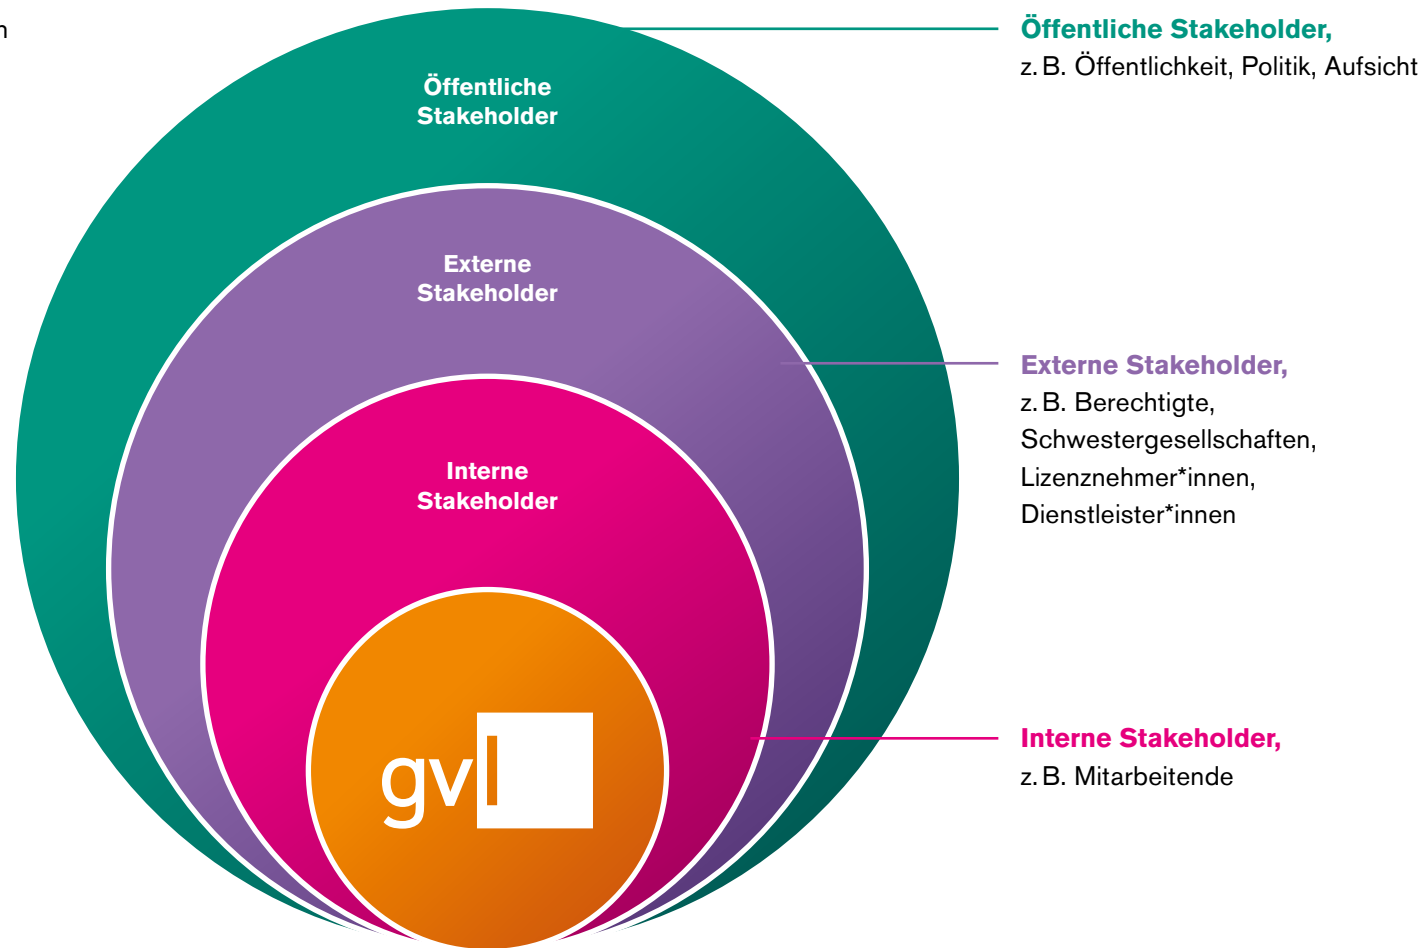 n
Öffentliche
Stakeholder
Externe
Stakeholder
Interne
Stakeholder
gvl
Öffentliche Stakeholder,
z. B. Öffentlichkeit, Politik, Aufsicht
Externe Stakeholder,
z. B. Berechtigte,
Schwestergesellschaften,
Lizenznehmer*innen,
Dienstleister*innen
Interne Stakeholder,
z. B. Mitarbeitende